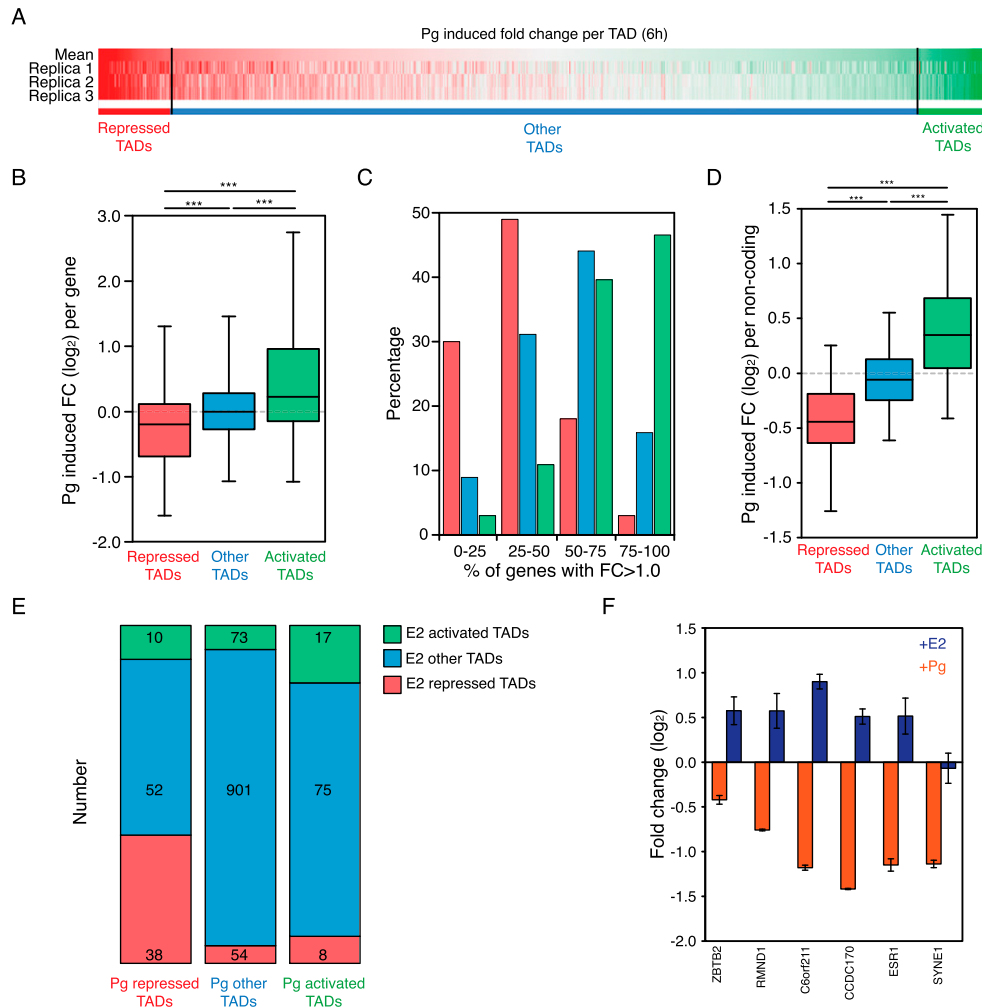 A
Pg induced fold change per TAD (6h)
Mean
Replica 1
Replica 2
Replica 3
Repressed
TADs
Other
TADs
Activated
TADs
B
***
***
***
Pg induced FC (log2) per gene
3.0
2.0
1.0
0.0
-1.0
-2.0
Repressed
TADs
Other
TADs
Activated
TADs
C
Percentage
50
40
30
20
10
0
0-25
25-50
50-75
75-100
% of genes with FC>1.0
D
***
***
***
Pg induced FC (log2) per non-coding
1.5
1.0
0.5
0.0
-0.5
-1.0
-1.5
Repressed
TADs
Other
TADs
Activated
TADs
E
Number
10
52
38
73
901
54
17
75
8
Pg repressed
TADs
Pg other
TADs
Pg activated
TADs
E2 activated TADs
E2 other TADs
E2 repressed TADs
F
Fold change (log2)
1.5
1.0
0.5
0.0
-0.5
-1.0
-1.5
-2.0
+E2
+Pg
ZBTB2
RMND1
C6orf211
CCDC170
ESR1
SYNE1